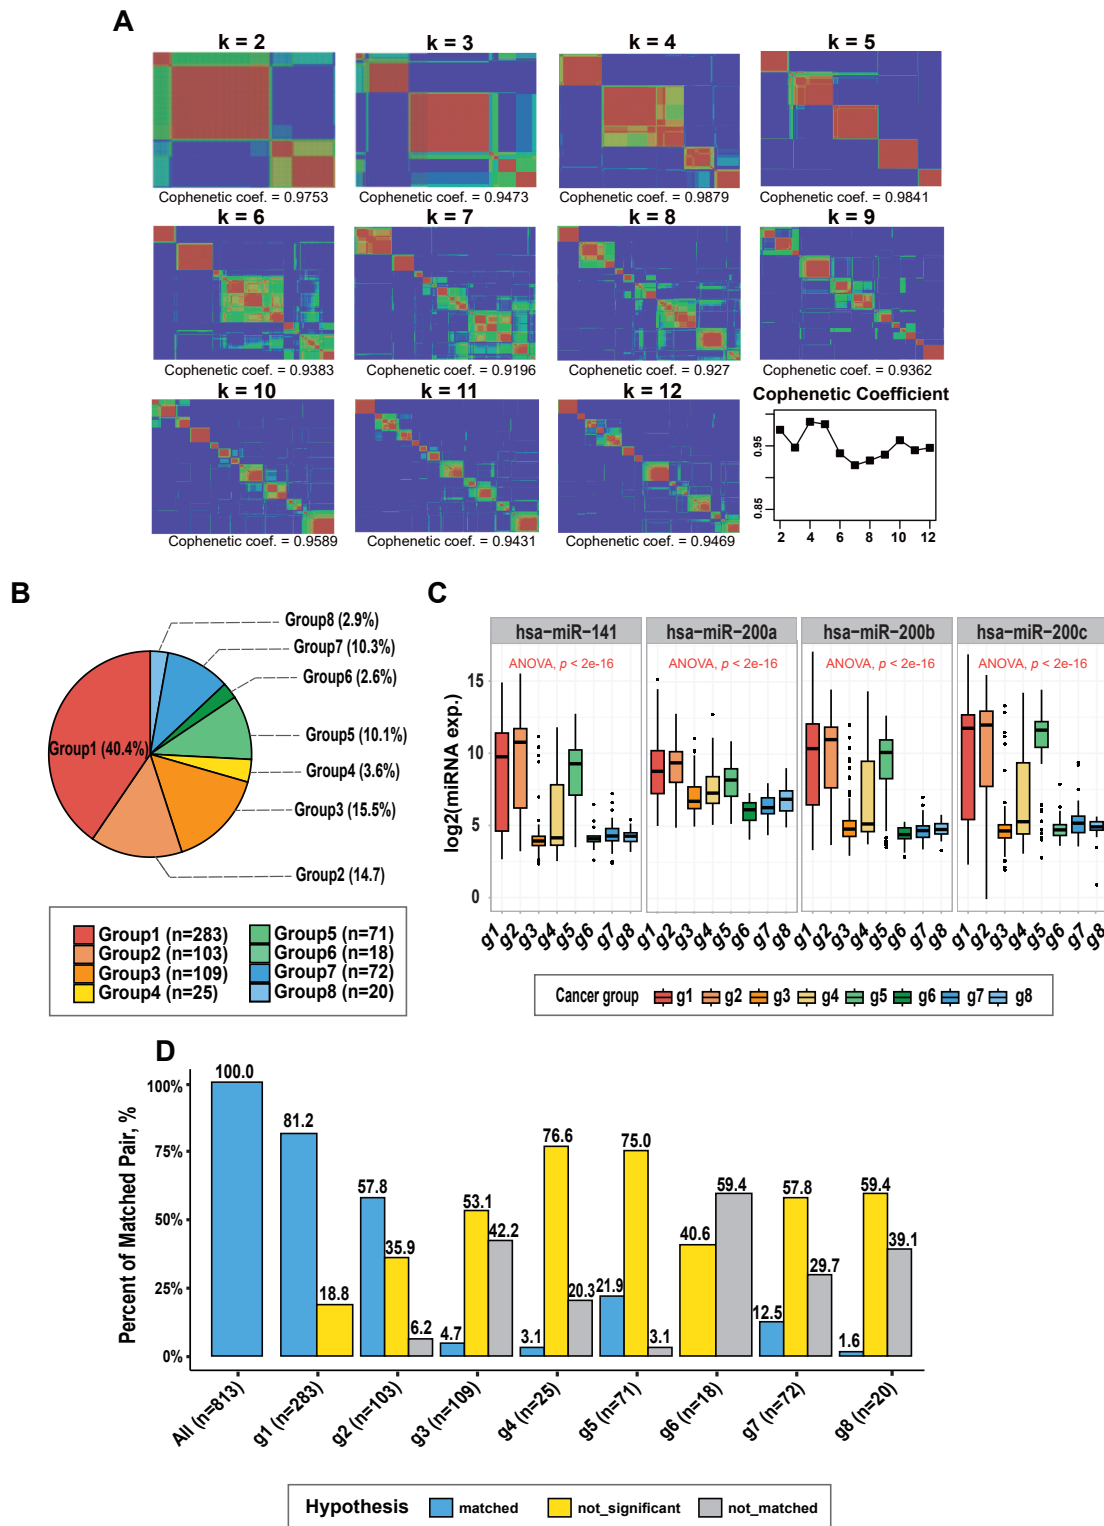 A
k = 2
k = 3
k = 4
k = 5
Cophenetic coef. = 0.9753
Cophenetic coef. = 0.9473
Cophenetic coef. = 0.9879
Cophenetic coef. = 0.9841
k = 6
k = 7
k = 8
k = 9
Cophenetic coef. = 0.9383
Cophenetic coef. = 0.9196
Cophenetic coef. = 0.927
Cophenetic coef. = 0.9362
k = 10
k = 11
k = 12
Cophenetic Coefficient
0.95
0.85
2 4 6 8 10 12
Cophenetic coef. = 0.9589
Cophenetic coef. = 0.9431
Cophenetic coef. = 0.9469
B
Group8 (2.9%)
Group7 (10.3%)
Group6 (2.6%)
Group5 (10.1%)
Group4 (3.6%)
Group3 (15.5%)
Group2 (14.7)
Group1 (40.4%)
Group1 (n=283)
Group2 (n=103)
Group3 (n=109)
Group4 (n=25)
Group5 (n=71)
Group6 (n=18)
Group7 (n=72)
Group8 (n=20)
C
hsa−miR−141
hsa−miR−200a
hsa−miR−200b
hsa−miR−200c
ANOVA, p < 2e-16
ANOVA, p < 2e-16
ANOVA, p < 2e-16
ANOVA, p < 2e-16
log2(miRNA exp.)
15
10
5
0
g1 g2 g3 g4 g5 g6 g7 g8
g1 g2 g3 g4 g5 g6 g7 g8
g1 g2 g3 g4 g5 g6 g7 g8
g1 g2 g3 g4 g5 g6 g7 g8
Cancer group g1 g2 g3 g4 g5 g6 g7 g8
D
Percent of Matched Pair, %
100%
75%
50%
25%
0%
100.0
81.2
18.8
57.8
35.9
6.2
4.7
53.1
42.2
3.1
76.6
20.3
21.9
75.0
3.1
40.6
59.4
12.5
57.8
29.7
1.6
59.4
39.1
All (n=813)
g1 (n=283)
g2 (n=103)
g3 (n=109)
g4 (n=25)
g5 (n=71)
g6 (n=18)
g7 (n=72)
g8 (n=20)
Hypothesis matched not_significant not_matched